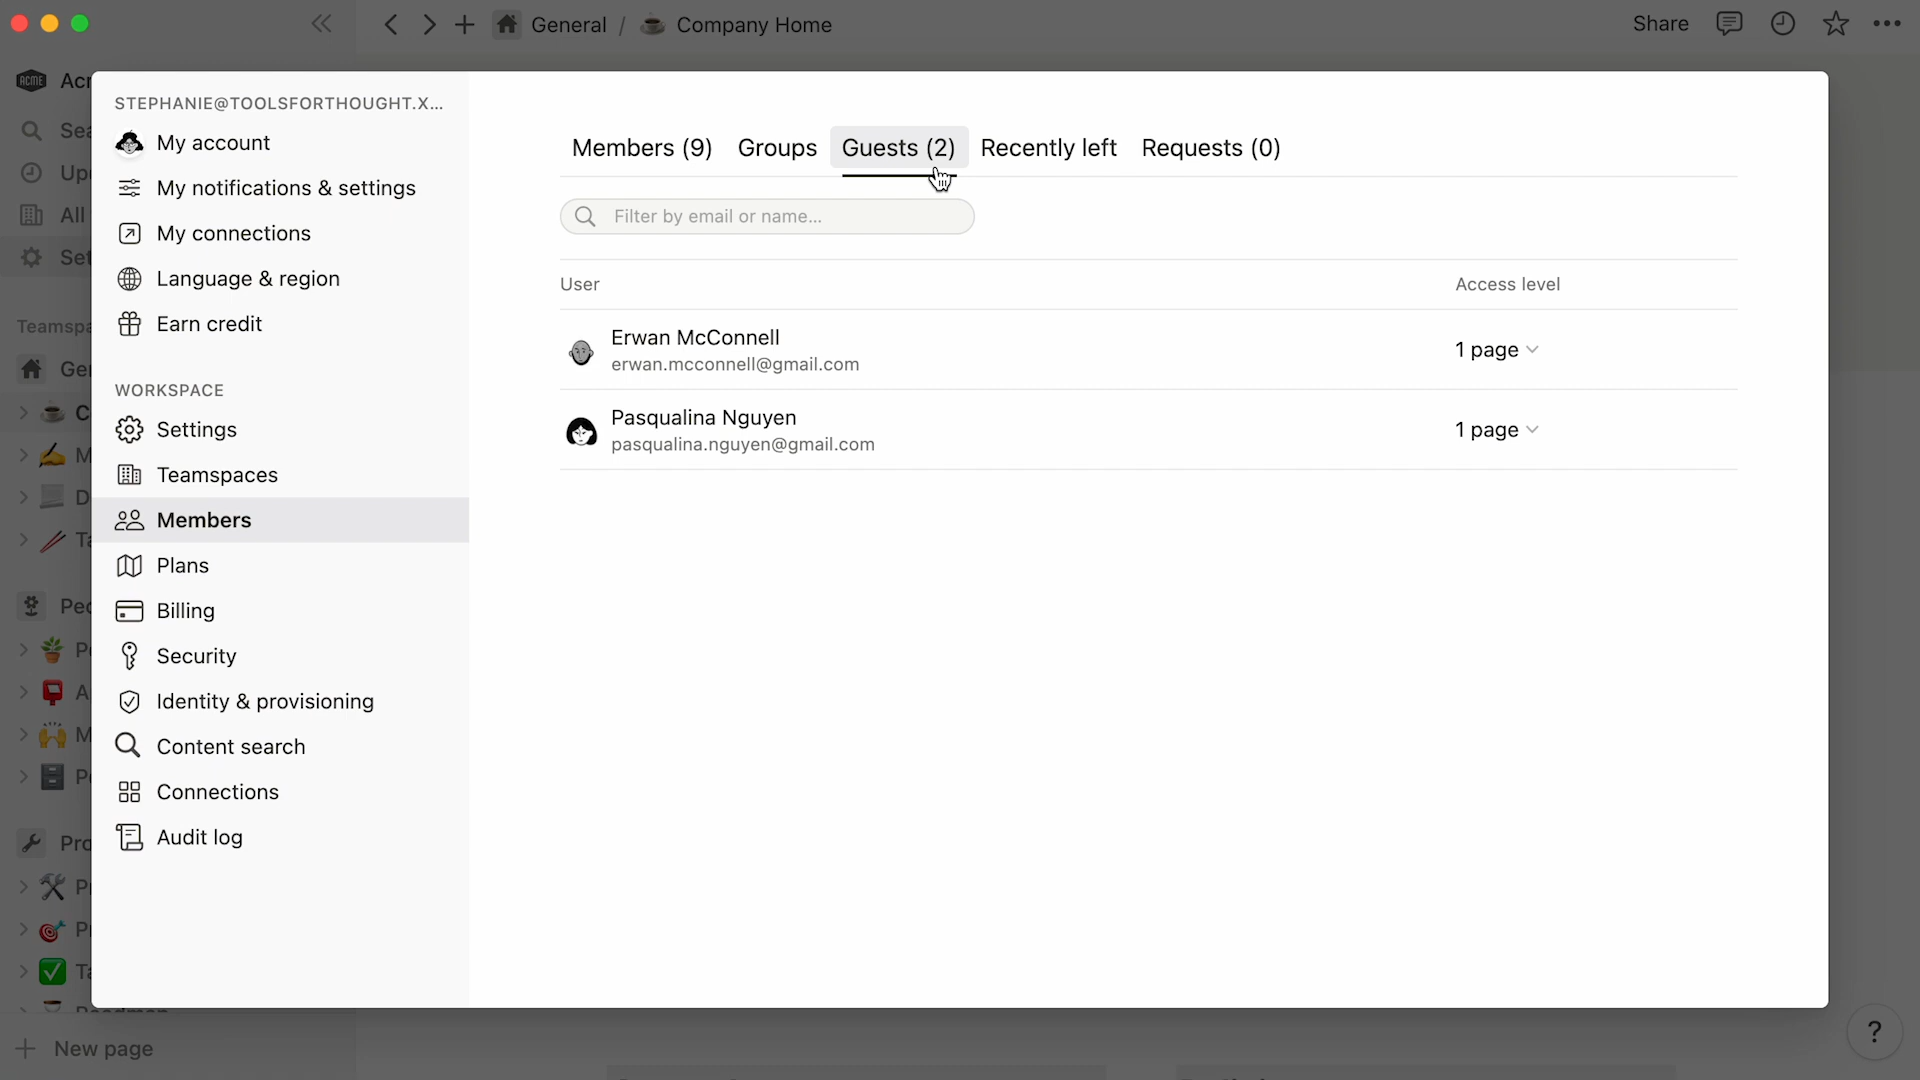 General / Company Home
Share
STEPHANIE@TOOLSFORTHOUGHT.X...
My account
My notifications & settings
My connections
Language & region
Earn credit
WORKSPACE
Settings
Teamspaces
Members
Plans
Billing
Security
Identity & provisioning
Content search
Connections
Audit log
New page
Members (9) Groups Guests (2) Recently left Requests (0)
Filter by email or name...
User Access level
Erwan McConnell
erwan.mcconnell@gmail.com
1 page
Pasqualina Nguyen
pasqualina.nguyen@gmail.com
1 page
?